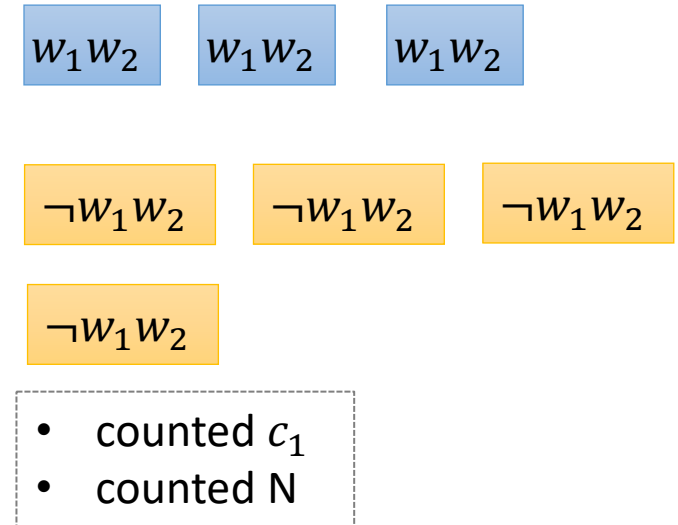 w₁w₂ w₁w₂ w₁w₂
¬w₁w₂ ¬w₁w₂ ¬w₁w₂
¬w₁w₂
• counted c₁
• counted N